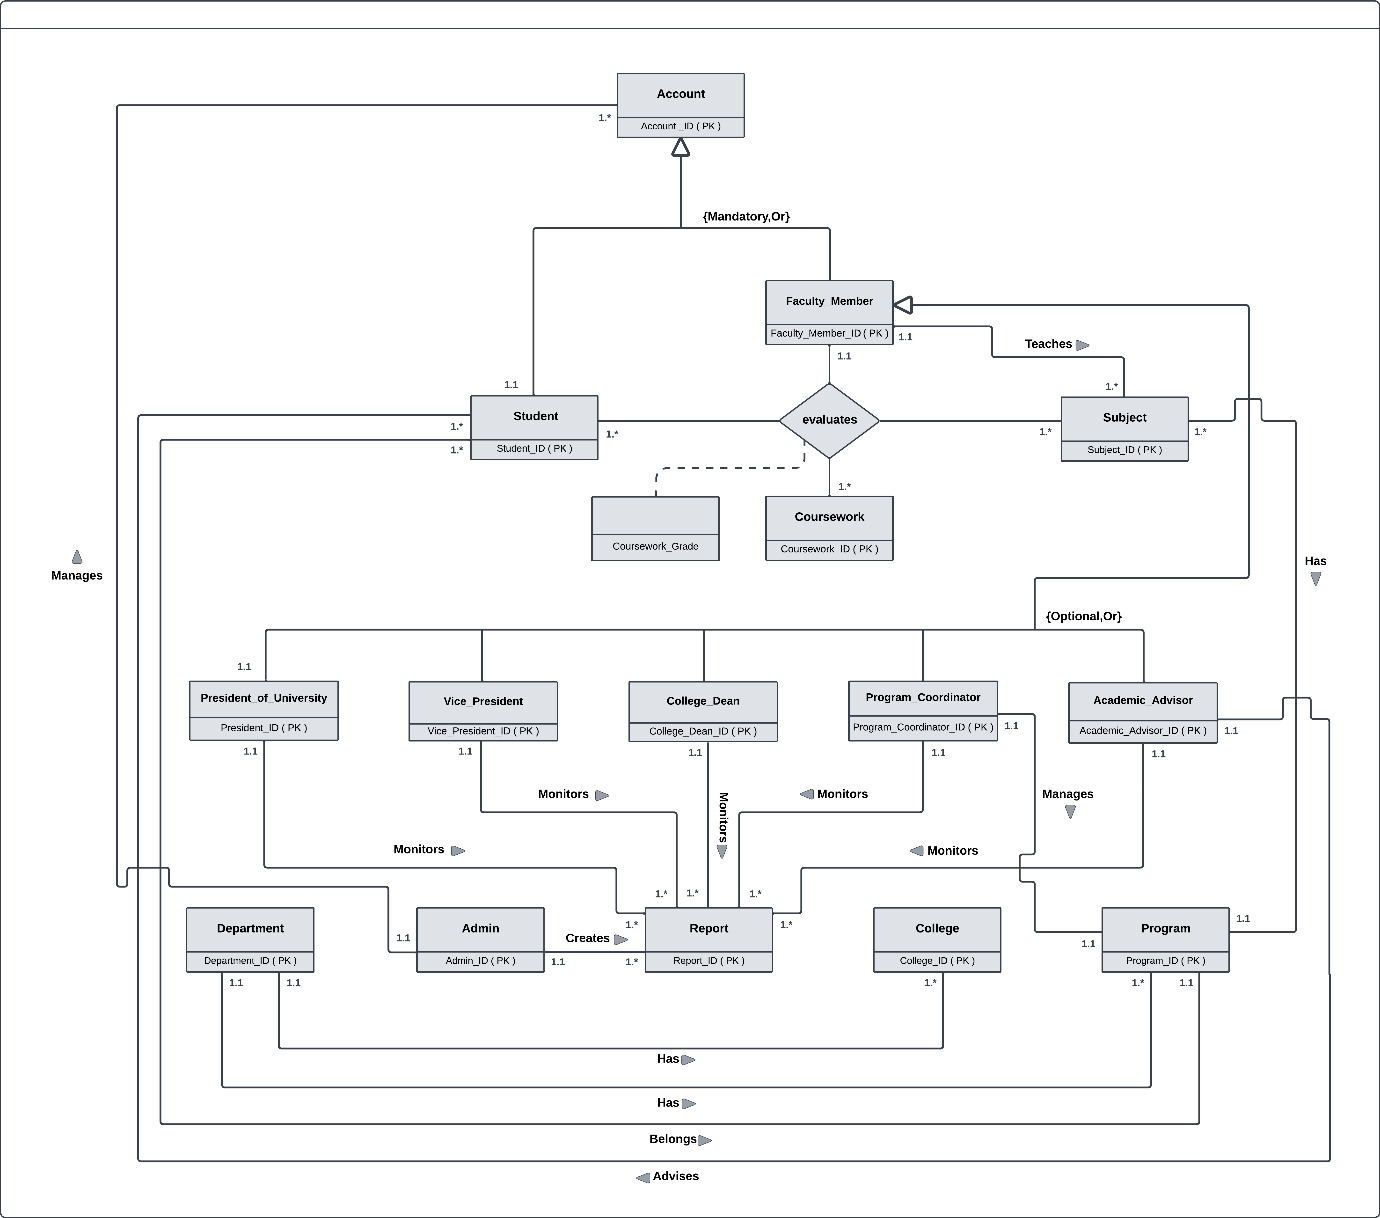 Account
1.*
Account _ID ( PK )
{Mandatory,Or}
Faculty_Member
Faculty_Member_ID ( PK )
1.1
Teaches
1.1
1.1
1.*
Student
evaluates
Subject
1.*
1.*
1.*
1.*
Student_ID ( PK )
1.*
Subject_ID ( PK )
1.*
Coursework
Coursework_Grade
Coursework_ID ( PK )
Manages
Has
{Optional,Or}
1.1
President_of_University
Vice_President
College_Dean
Program_Coordinator
Academic_Advisor
President_ID ( PK )
Vice_President_ID ( PK )
College_Dean_ID ( PK )
Program_Coordinator_ID ( PK )
1.1
Academic_Advisor_ID ( PK )
1.1
1.1
1.1
1.1
1.1
1.1
Monitors
Monitors
Monitors
Manages
Monitors
Monitors
1.*
1.*
1.*
1.*
1.*
1.1
Department
Admin
Report
College
Program
1.1
Creates
1.1
Department_ID ( PK )
Admin_ID ( PK )
1.1
1.*
Report_ID ( PK )
College_ID ( PK )
Program_ID ( PK )
1.1
1.1
1.*
1.*
1.1
Has
Has
Belongs
Advises